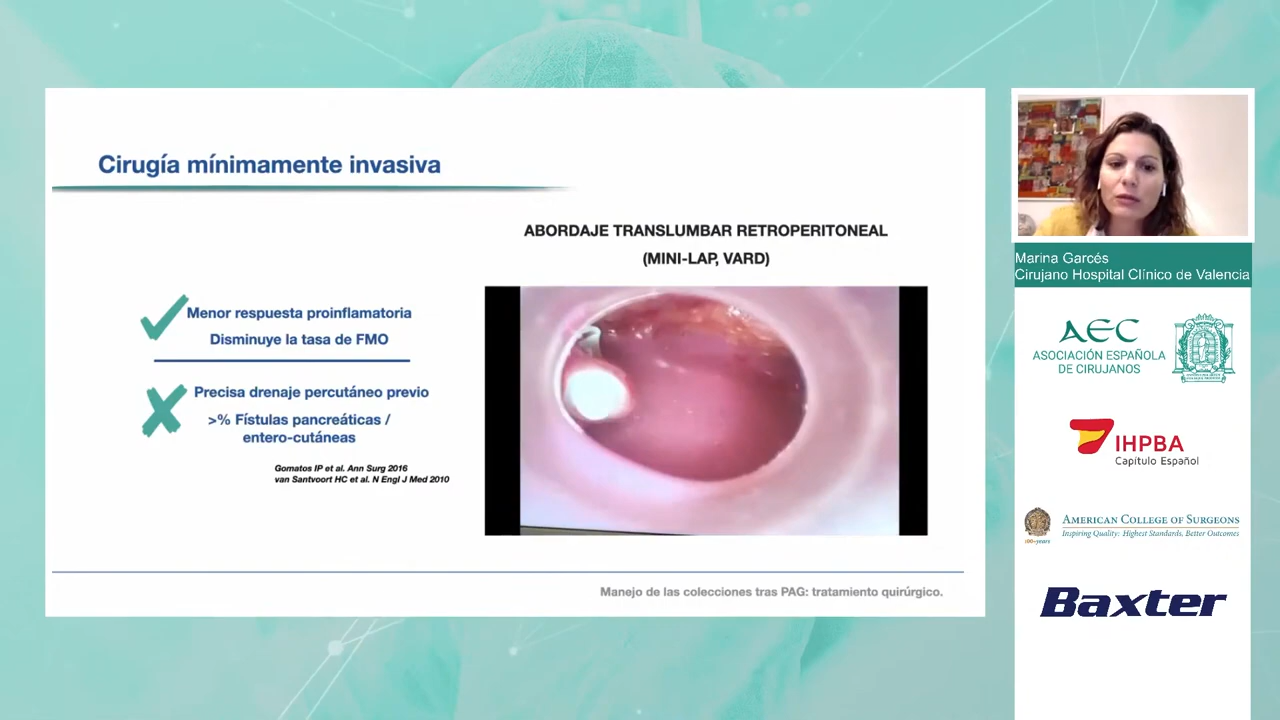 Cirugía mínimamente invasiva
ABORDAJE TRANSLUMBAR RETROPERITONEAL
(MINI-LAP, VARD)
Menor respuesta proinflamatoria
Disminuye la tasa de FMO
Precisa drenaje percutáneo previo
>% Fístulas pancreáticas /
entero-cutáneas
Gomatos IP et al. Ann Surg 2016
van Santvoort HC et al. N Engl J Med 2010
Manejo de las colecciones tras PAG: tratamiento quirúrgico.
Marina Garcés
Cirujano Hospital Clínico de Valencia
AEC
ASOCIACIÓN ESPAÑOLA
DE CIRUJANOS
IHPBA
Capítulo Español
AMERICAN COLLEGE OF SURGEONS
Inspiring Quality: Highest Standards, Better Outcomes
100+years
Baxter